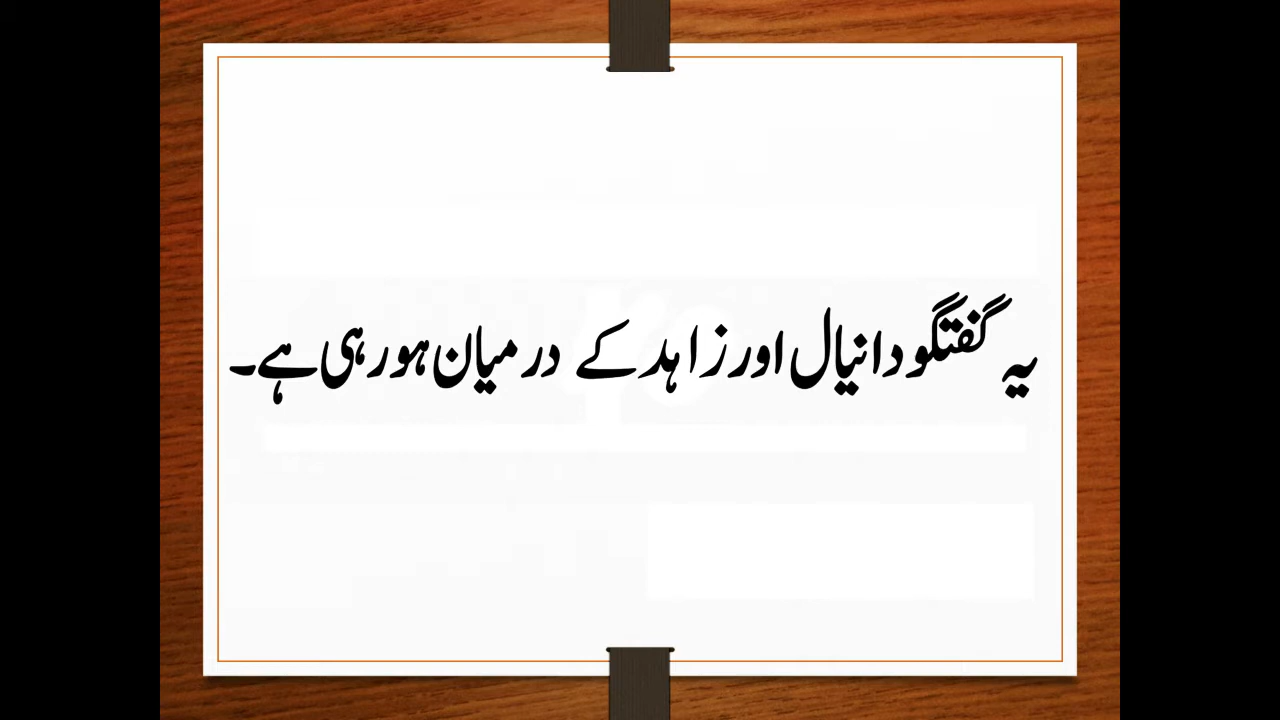 یہ گفتگو دانیال اور زاہد کے درمیان ہو رہی ہے۔